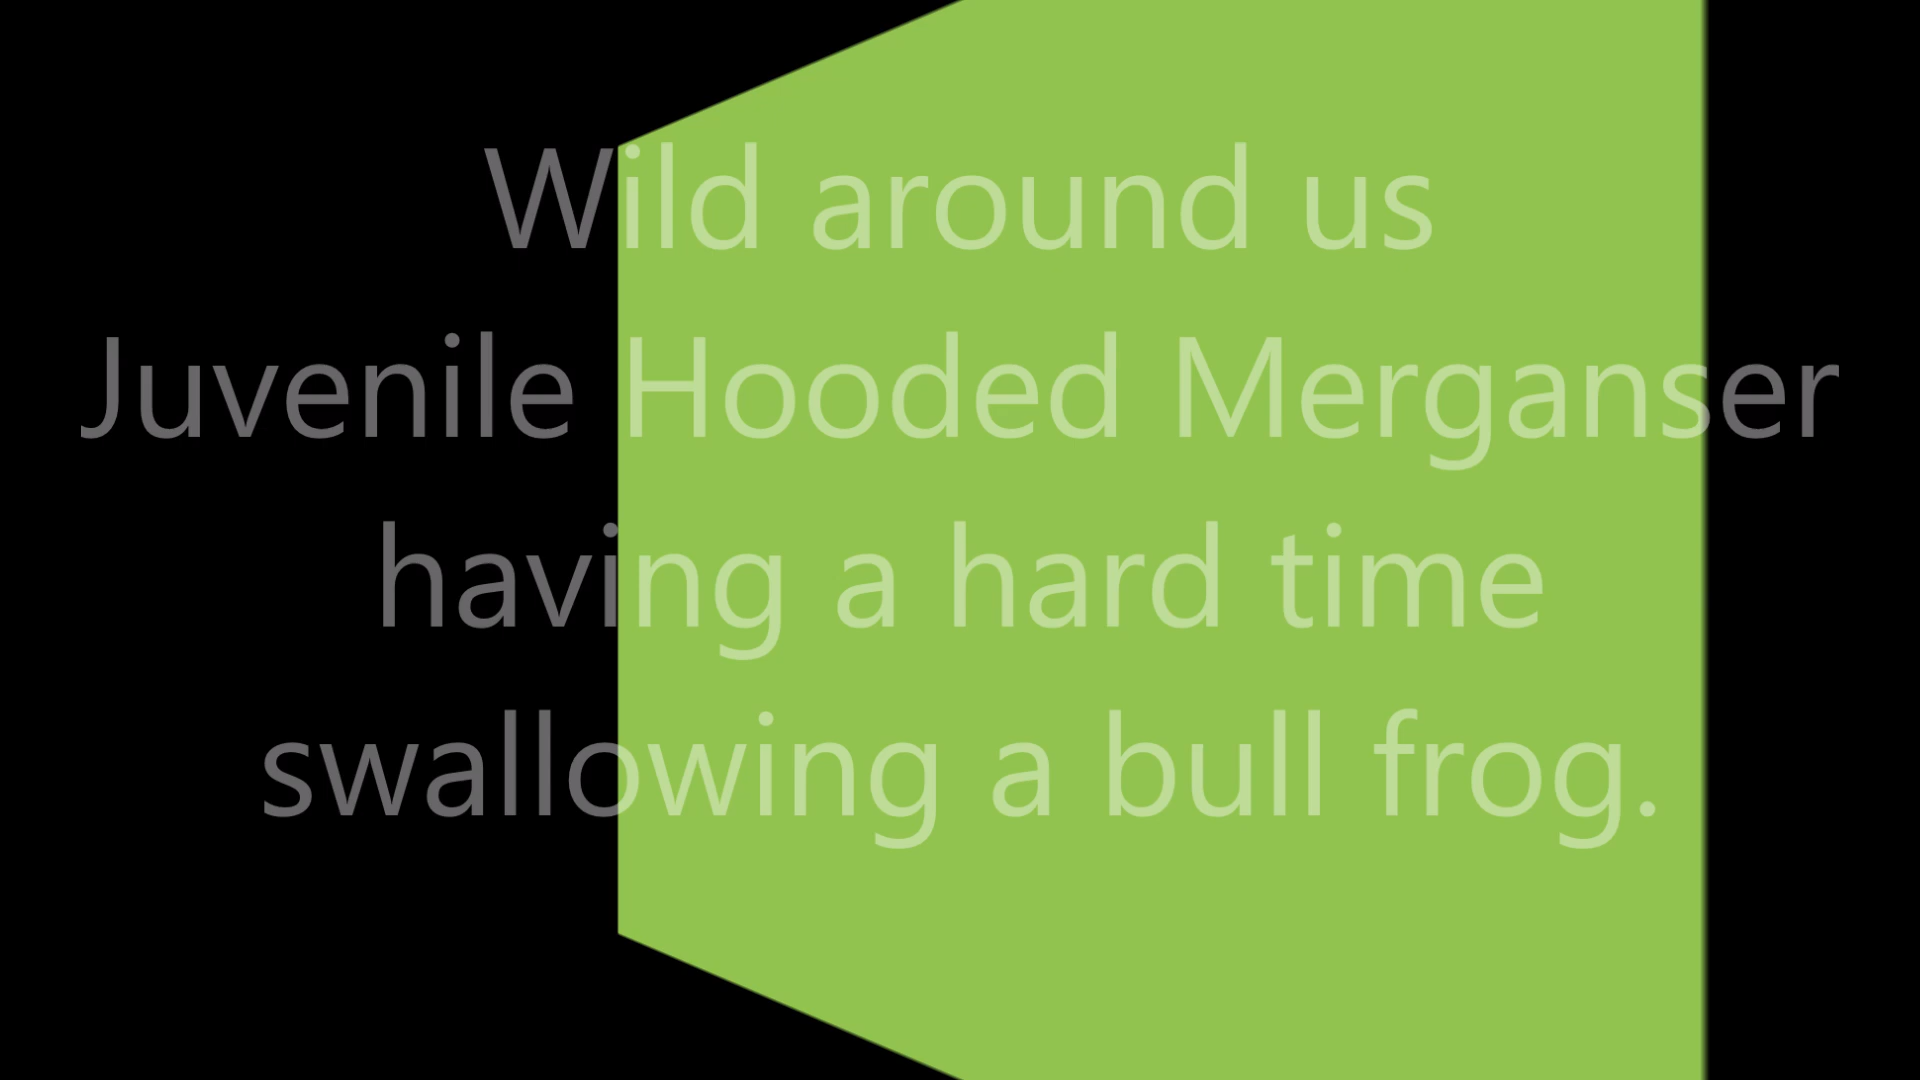 Wild around us
Juvenile Hooded Merganser
having a hard time
swallowing a bull frog.